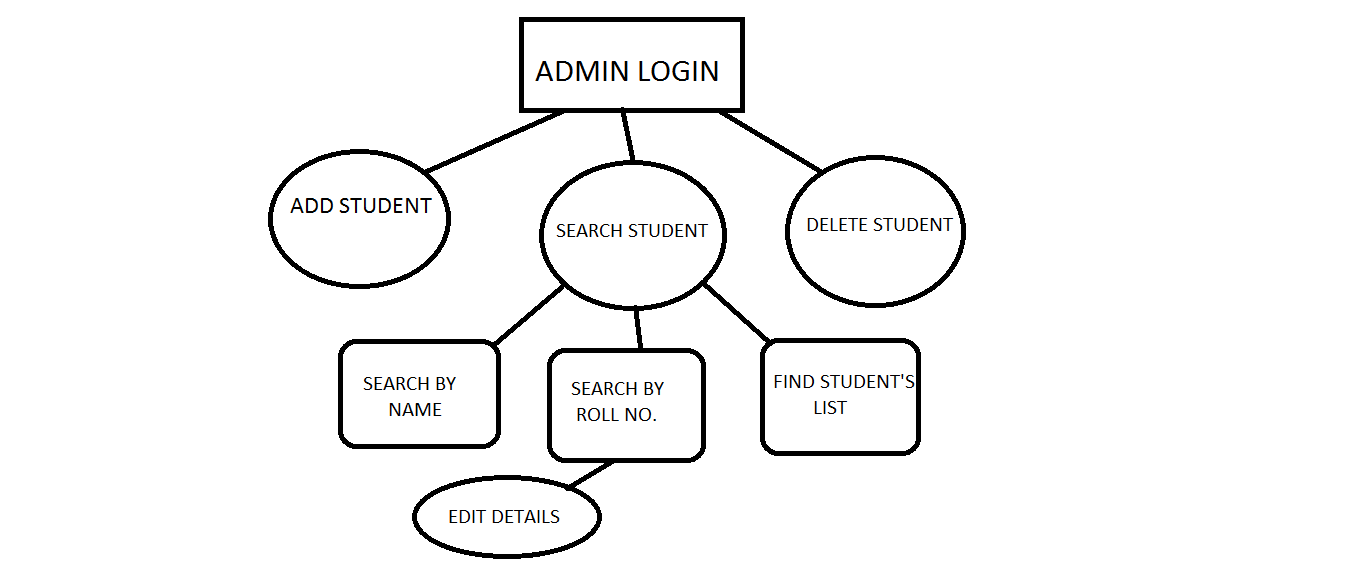 ADMIN LOGIN
ADD STUDENT
SEARCH STUDENT
DELETE STUDENT
SEARCH BY
NAME
SEARCH BY
ROLL NO.
FIND STUDENT'S
LIST
EDIT DETAILS